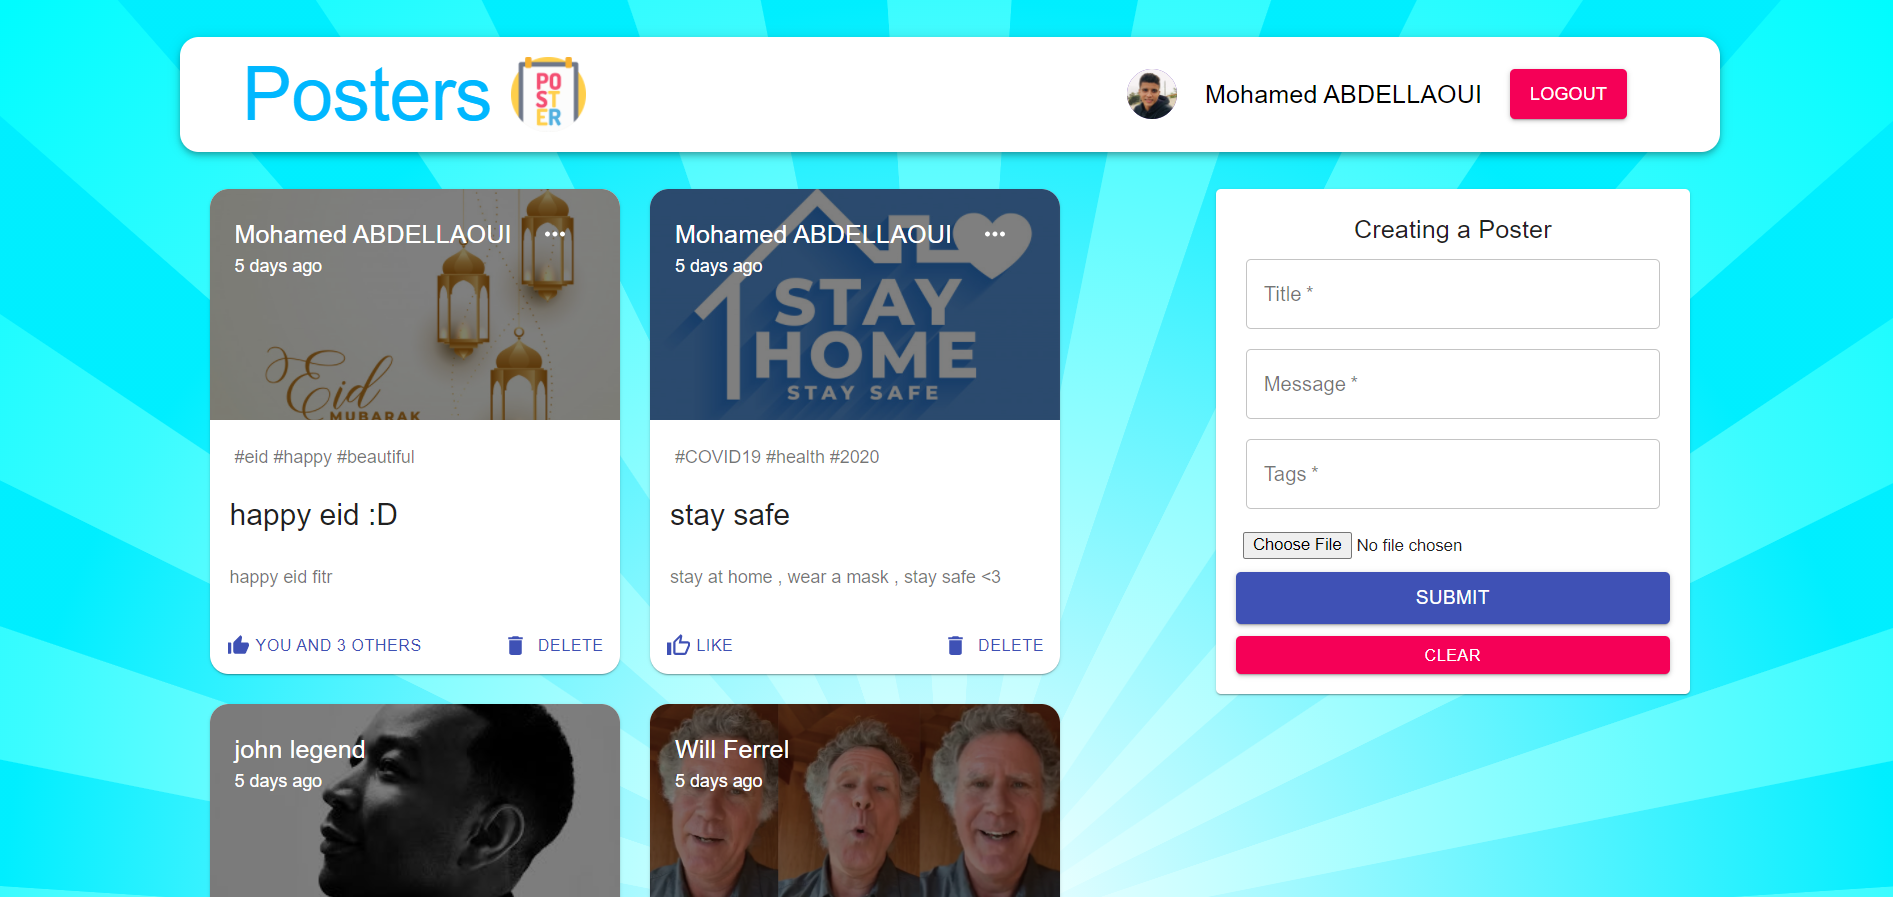 Posters
PO
ST
ER
Mohamed ABDELLAOUI
LOGOUT
Mohamed ABDELLAOUI
5 days ago
Eid
MUBARAK
#eid #happy #beautiful
happy eid :D
happy eid fitr
YOU AND 3 OTHERS
DELETE
Mohamed ABDELLAOUI
5 days ago
STAY
HOME
STAY SAFE
#COVID19 #health #2020
stay safe
stay at home , wear a mask , stay safe <3
LIKE
DELETE
Creating a Poster
Title *
Message *
Tags *
Choose File No file chosen
SUBMIT
CLEAR
john legend
5 days ago
Will Ferrel
5 days ago